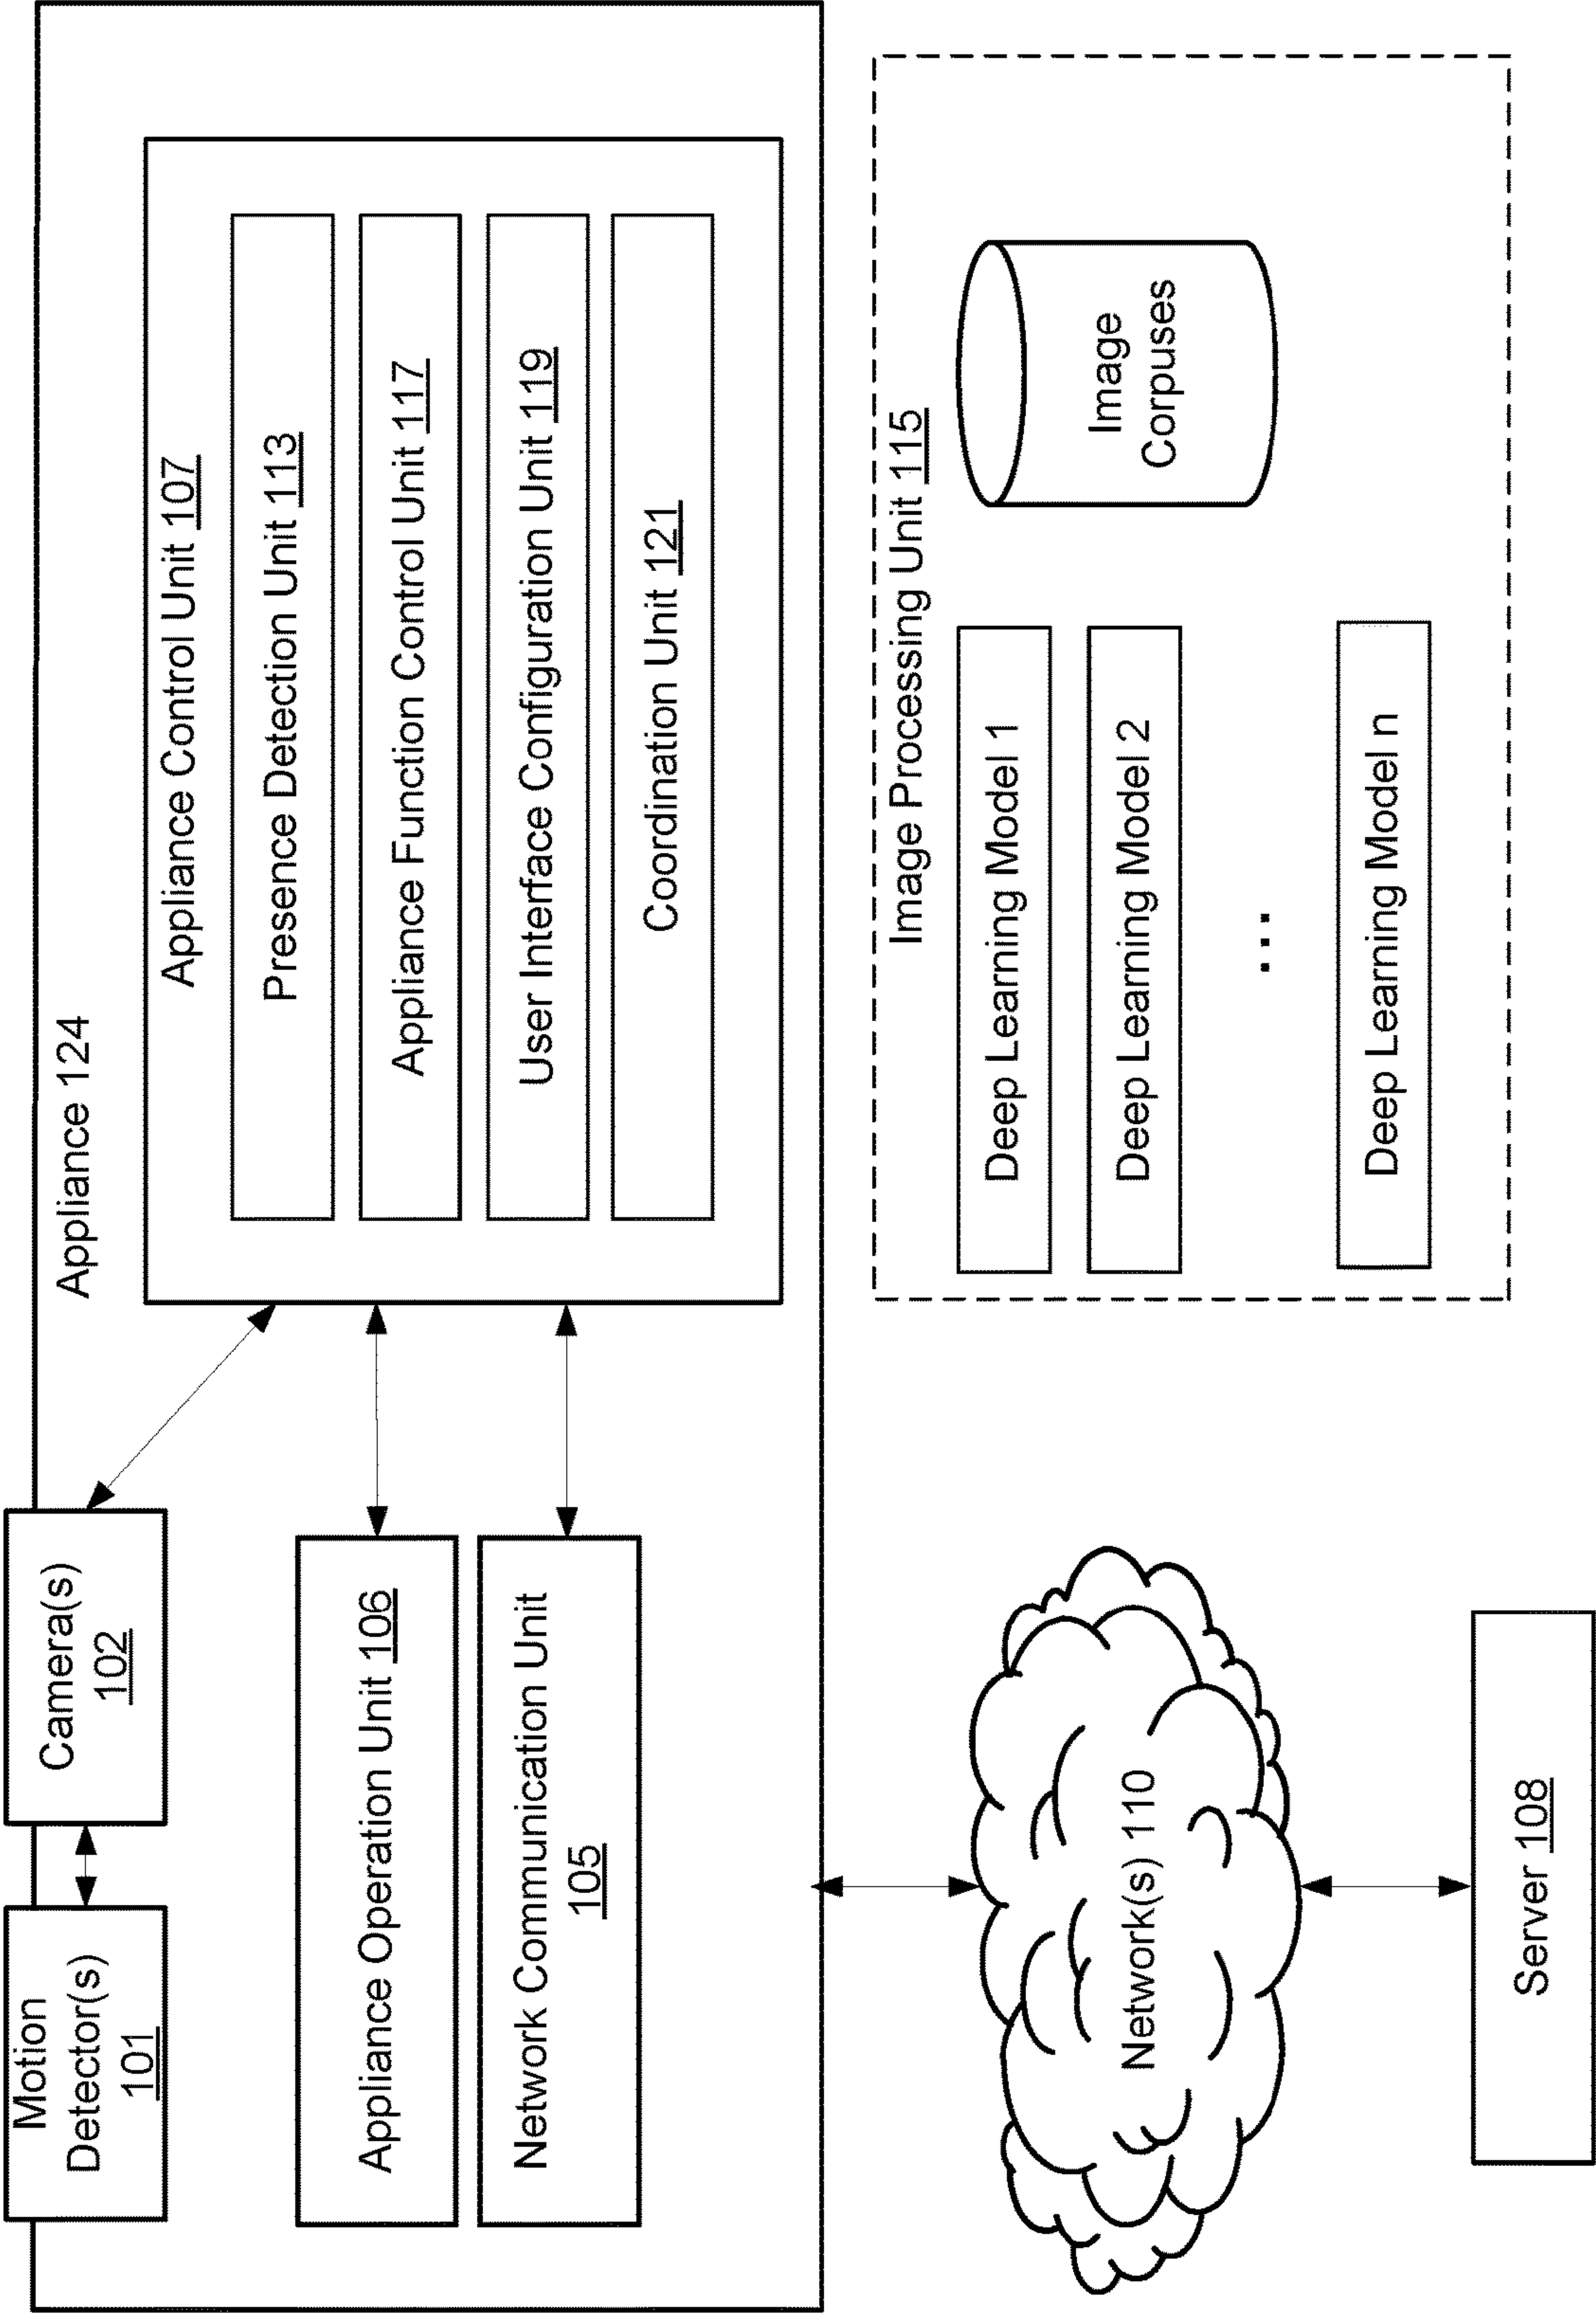 Appliance 124
Motion
Detector(s)
101
Camera(s)
102
Appliance Operation Unit 106
Network Communication Unit
105
Appliance Control Unit 107
Presence Detection Unit 113
Appliance Function Control Unit 117
User Interface Configuration Unit 119
Coordination Unit 121
Network(s) 110
Server 108
Image Processing Unit 115
Deep Learning Model 1
Deep Learning Model 2
...
Deep Learning Model n
Image
Corpuses